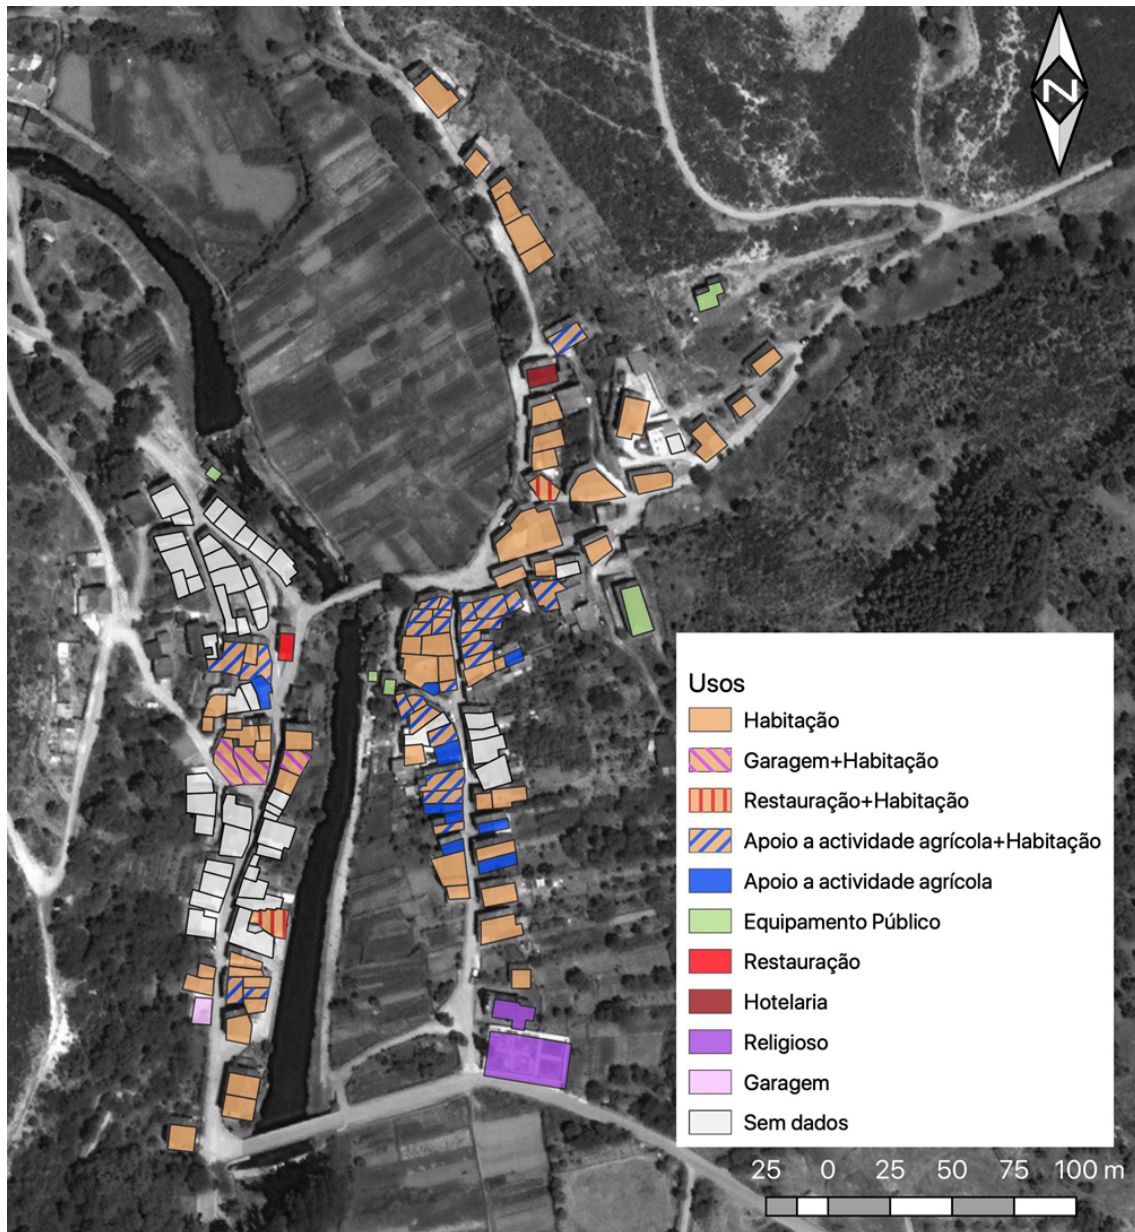 N
Usos
Habitação
Garagem+Habitação
Restauração+Habitação
Apoio a actividade agrícola+Habitação
Apoio a actividade agrícola
Equipamento Público
Restauração
Hotelaria
Religioso
Garagem
Sem dados
25 0 25 50 75 100 m